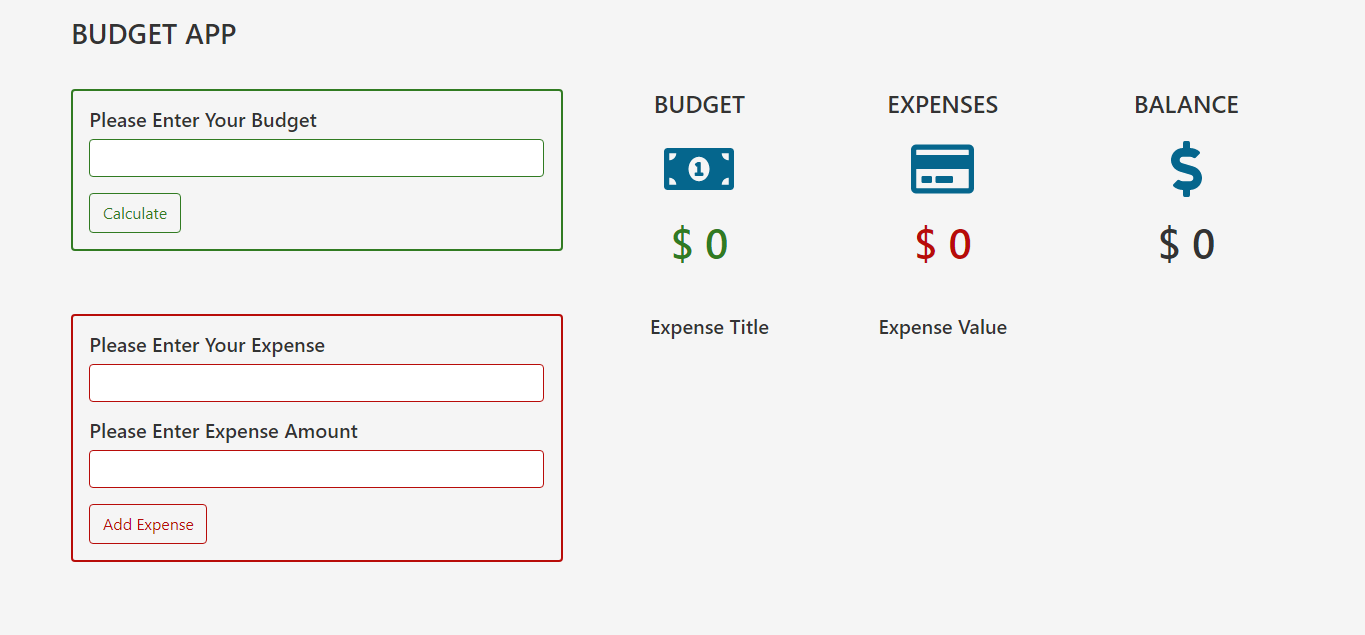 BUDGET APP
Please Enter Your Budget
Calculate
BUDGET
EXPENSES
BALANCE
1
$ 0
$ 0
$ 0
Please Enter Your Expense
Please Enter Expense Amount
Add Expense
Expense Title
Expense Value